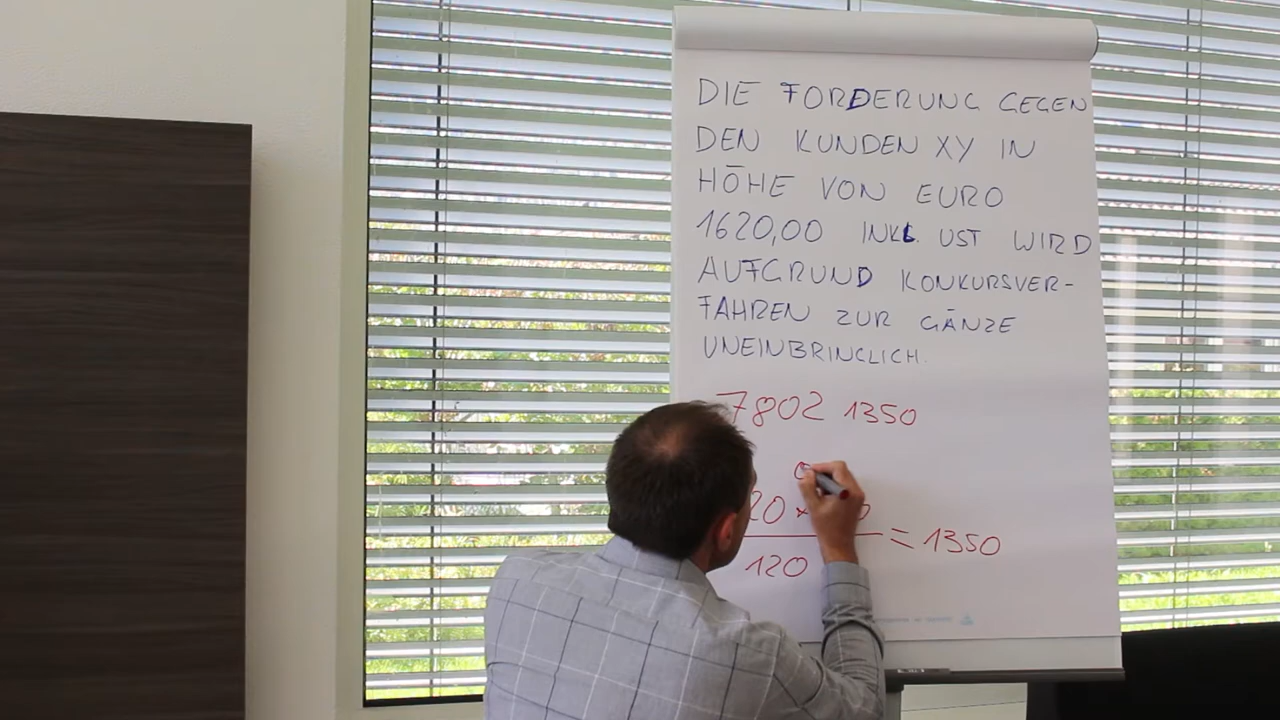 DIE FORDERUNG GEGEN
DEN KUNDEN XY IN
HÖHE VON EURO
1620,00 INKL. UST WIRD
AUFGRUND KONKURSVER-
FAHREN ZUR GÄNZE
UNEINBRINGLICH.
7802 1350
20 ×
= 1350
120